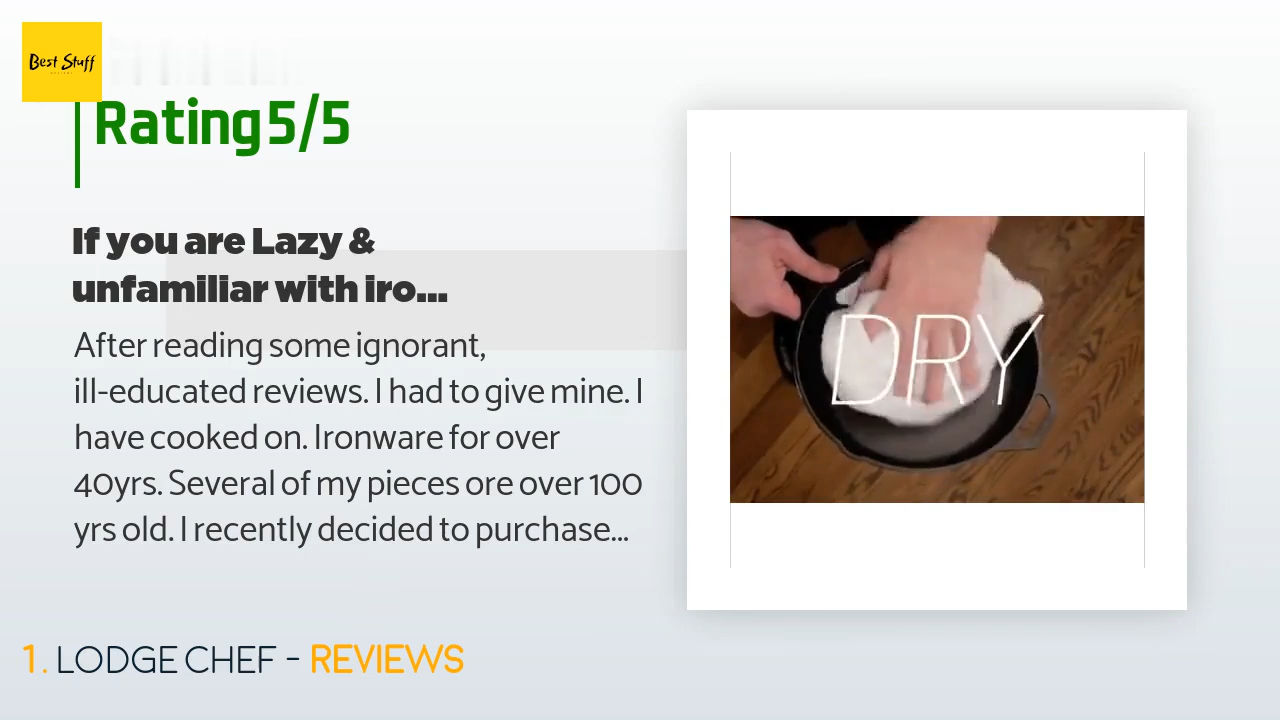 Best Stuff
Rating 5/5
If you are Lazy &
unfamiliar with iro...
After reading some ignorant,
ill-educated reviews. I had to give mine. I
have cooked on. Ironware for over
40yrs. Several of my pieces ore over 100
yrs old. I recently decided to purchase...
DRY
1. LODGE CHEF - REVIEWS